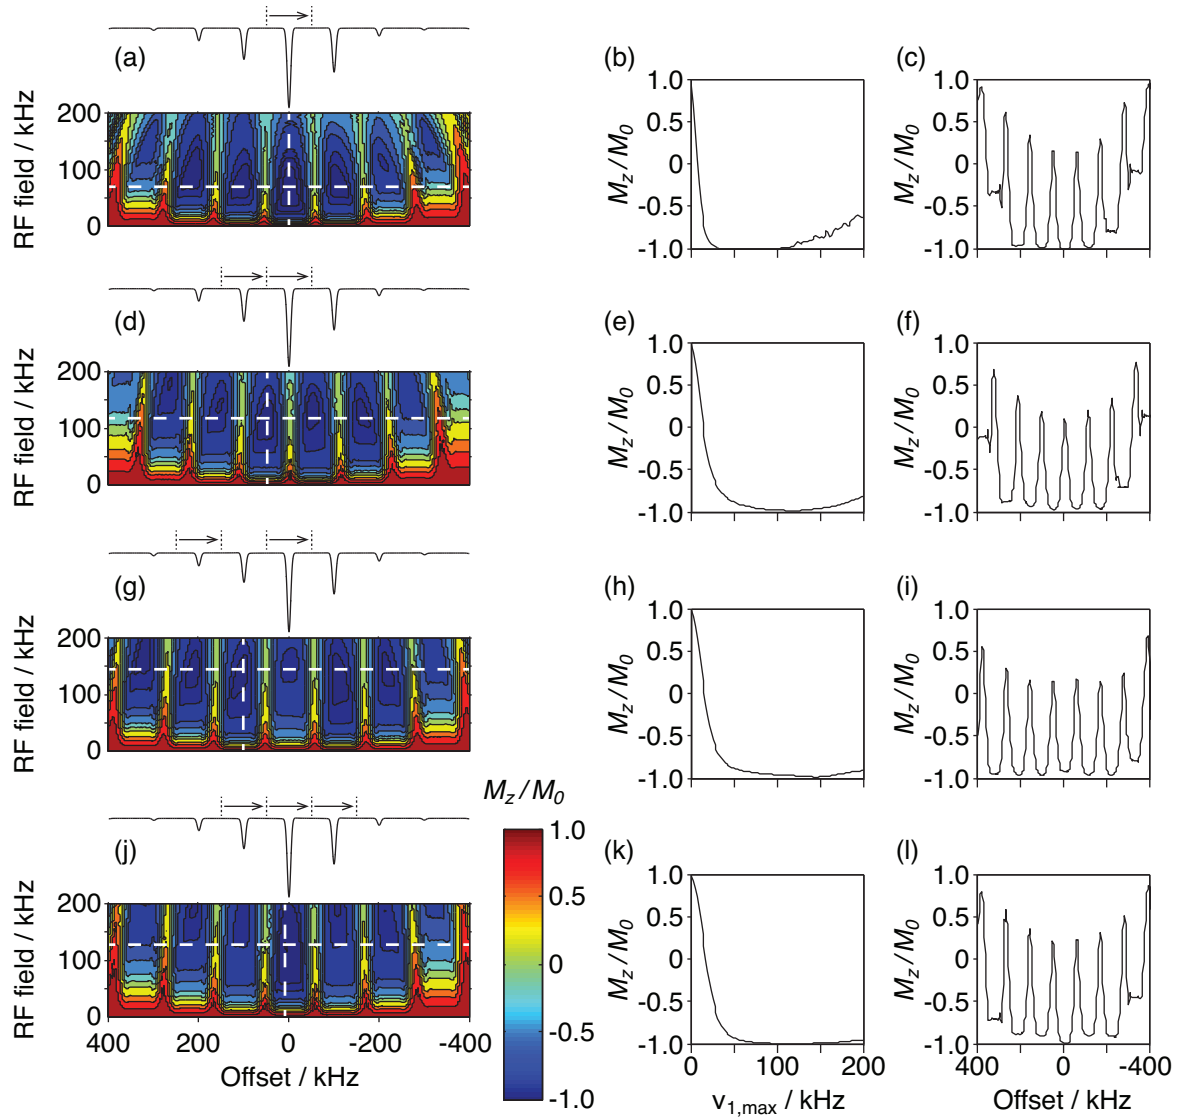 (a)
RF field / kHz
200
100
0
(b)
M_z / M_0
1.0
0.5
0
-0.5
-1.0
(c)
M_z / M_0
1.0
0.5
0
-0.5
-1.0
(d)
RF field / kHz
200
100
0
(e)
M_z / M_0
1.0
0.5
0
-0.5
-1.0
(f)
M_z / M_0
1.0
0.5
0
-0.5
-1.0
(g)
RF field / kHz
200
100
0
(h)
M_z / M_0
1.0
0.5
0
-0.5
-1.0
(i)
M_z / M_0
1.0
0.5
0
-0.5
-1.0
(j)
RF field / kHz
200
100
0
400 200 0 -200 -400
Offset / kHz
M_z / M_0
1.0
0.5
0
-0.5
-1.0
(k)
M_z / M_0
1.0
0.5
0
-0.5
-1.0
0 100 200
ν_1,max / kHz
(l)
M_z / M_0
1.0
0.5
0
-0.5
-1.0
400 0 -400
Offset / kHz